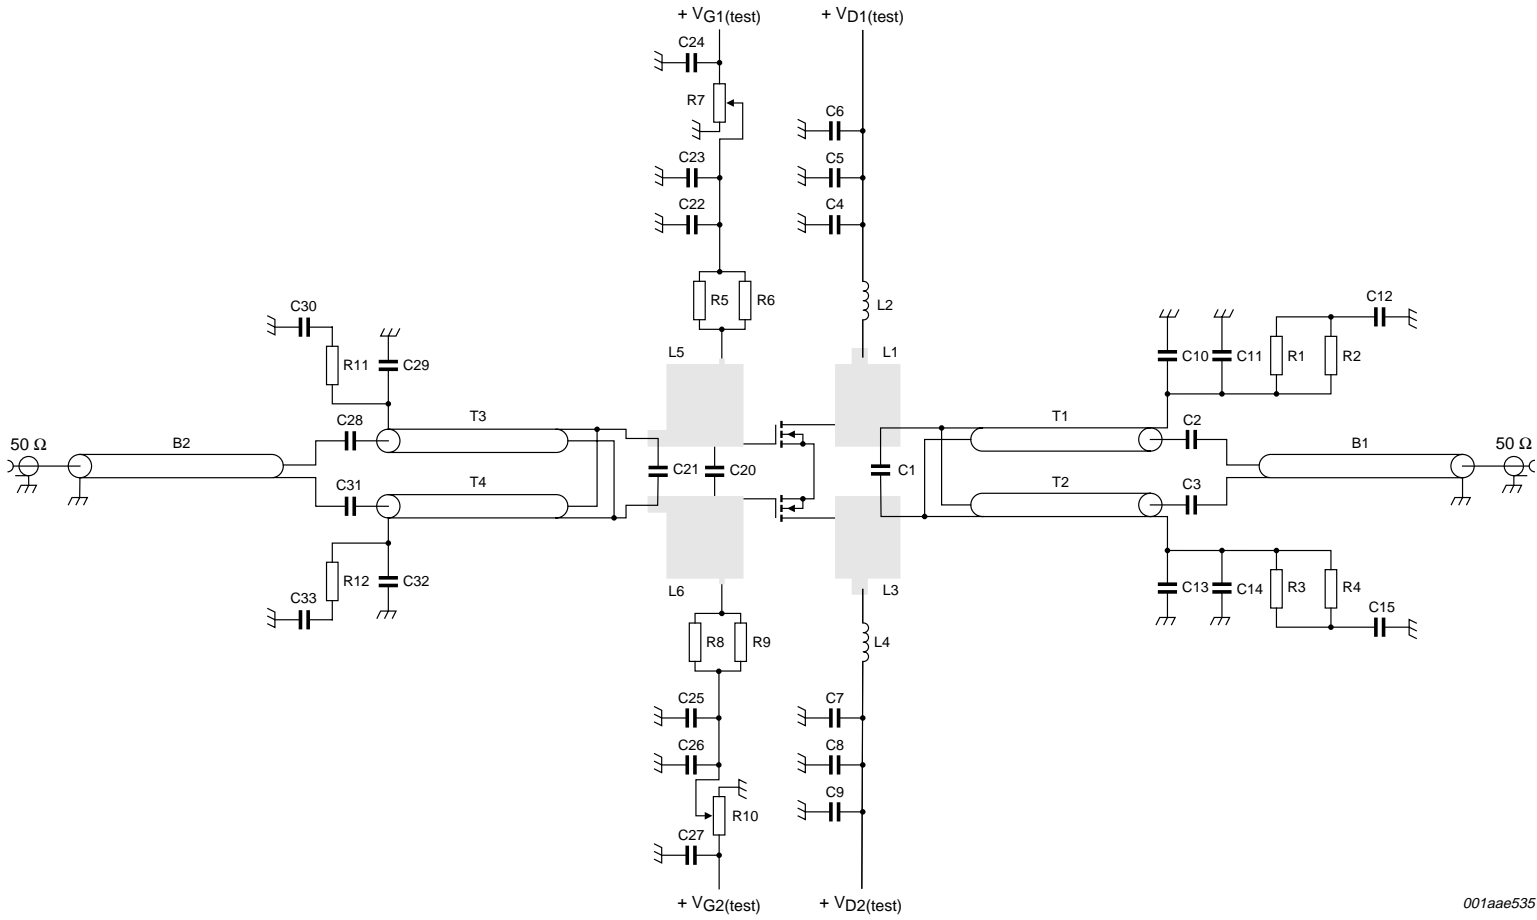 + VG1(test)
+ VD1(test)
C24
R7
C6
C23
C5
C22
C4
R5
R6
L2
C30
C12
R11
C29
L5
L1
C10
C11
R1
R2
C28
T3
T1
C2
50 Ω
B2
C21
C20
C1
B1
50 Ω
C31
T4
T2
C3
R12
C32
C33
L6
L3
C13
C14
R3
R4
C15
R8
R9
L4
C25
C7
C26
C8
C9
R10
C27
+ VG2(test)
+ VD2(test)
001aae535